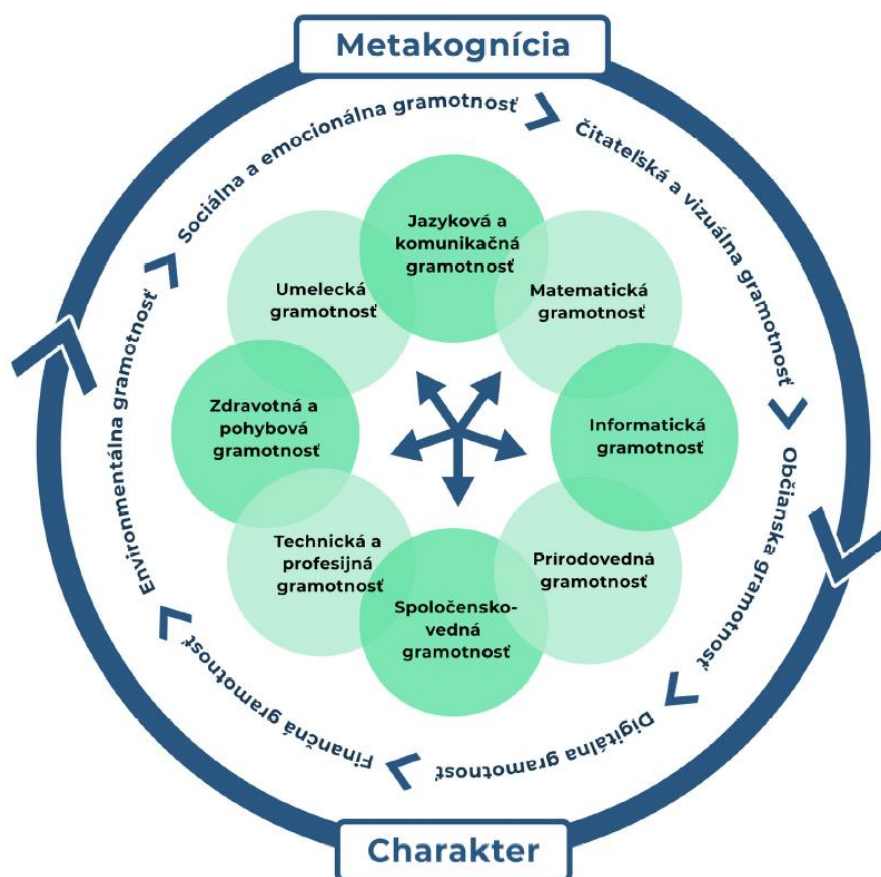 Metakognícia
Sociálna a emocionálna gramotnosť
Čitateľská a vizuálna gramotnosť
Občianska gramotnosť
Digitálna gramotnosť
Finančná gramotnosť
Environmentálna gramotnosť
Jazyková a
komunikačná
gramotnosť
Matematická
gramotnosť
Informatická
gramotnosť
Prírodovedná
gramotnosť
Spoločensko-
vedná
gramotnosť
Technická a
profesijná
gramotnosť
Zdravotná a
pohybová
gramotnosť
Umelecká
gramotnosť
Charakter